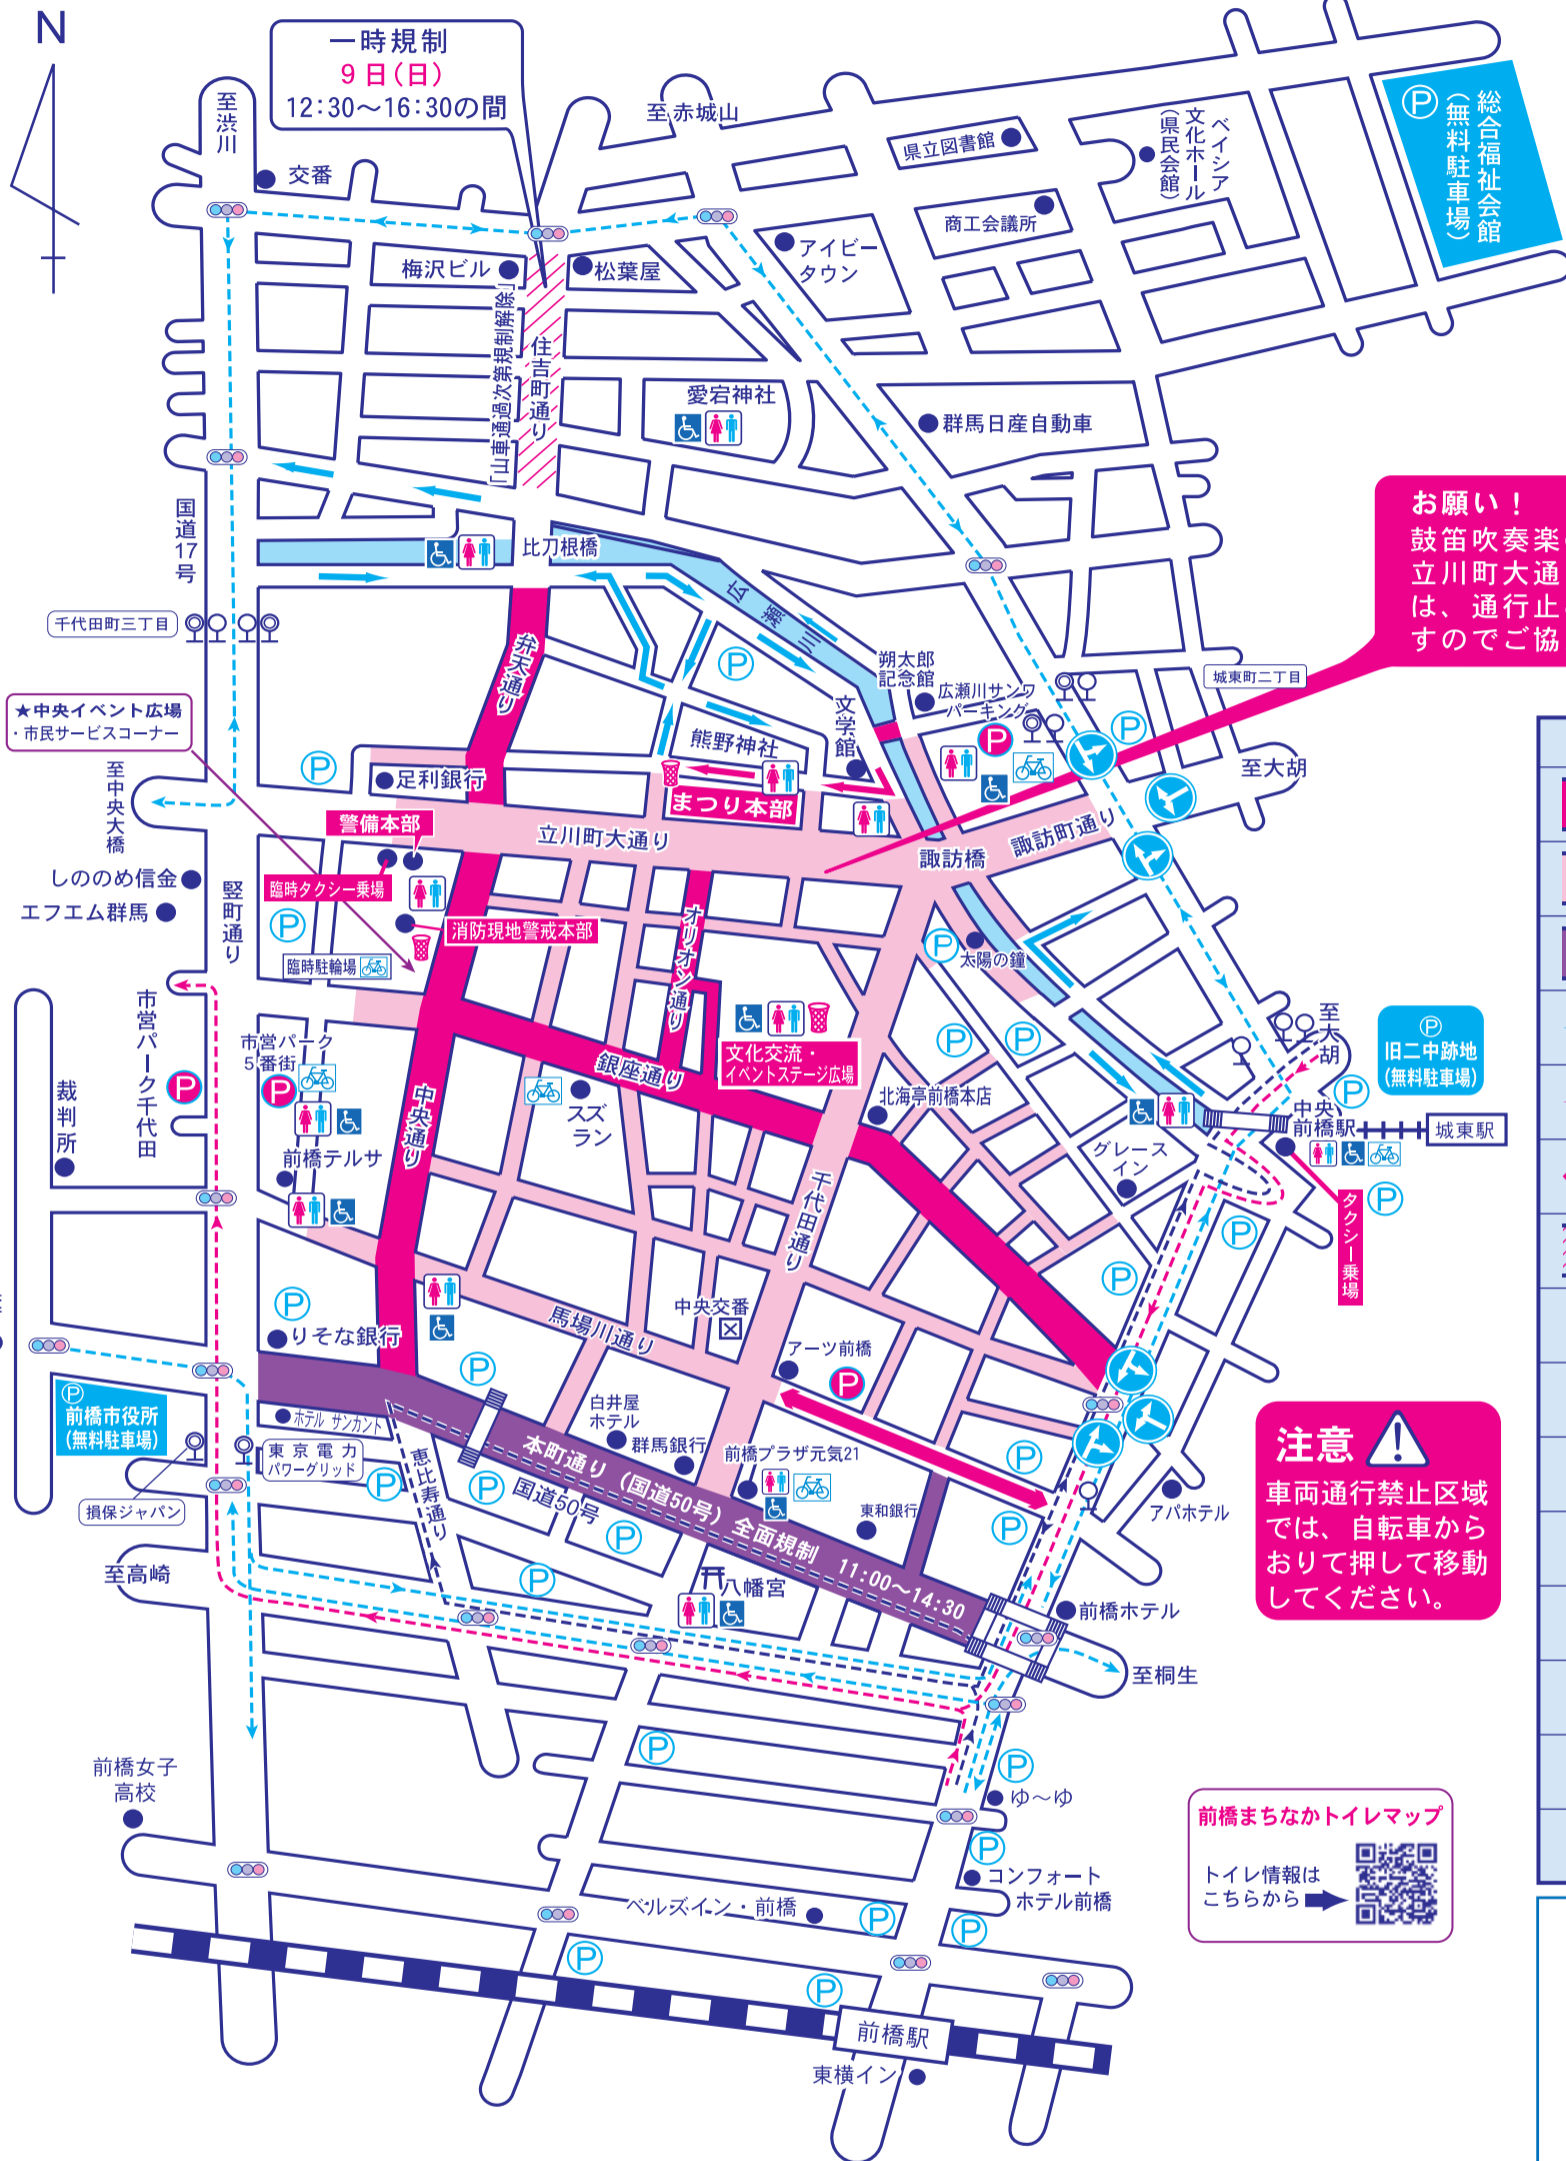 N
一時規制
9日(日)
12:30～16:30の間
至渋川
交番
至赤城山
県立図書館
ベイシア
文化ホール
(県民会館)
総合福祉会館
(無料駐車場)
P
商工会議所
梅沢ビル
松葉屋
アイビー
タウン
「山車通過次第規制解除」
住吉町通り
愛宕神社
群馬日産自動車
国道17号
比刀根橋
広瀬川
お願い！
鼓笛吹奏楽
立川町大通
は、通行止
すのでご協
千代田町三丁目
弁天通り
P
朔太郎
記念館
城東町二丁目
★中央イベント広場
・市民サービスコーナー
広瀬川サンワ
パーキング
P
P
文学館
熊野神社
至中央大橋
P
足利銀行
至大胡
まつり本部
警備本部
立川町大通り
諏訪橋
諏訪町通り
しののめ信金
臨時タクシー乗場
エフエム群馬
竪町通り
P
消防現地警戒本部
オリオン通り
P
太陽の鐘
臨時駐輪場
市営パーク千代田
P
市営パーク
5番街
P
銀座通り
文化交流・
イベントステージ広場
P
P
至大胡
P
旧二中跡地
(無料駐車場)
裁判所
中央通り
スズ
ラン
北海亭前橋本店
P
中央
前橋駅
城東駅
前橋テルサ
グレース
イン
千代田通り
P
タクシー乗場
P
P
P
馬場川通り
中央交番
りそな銀行
P
アーツ前橋
P
P
前橋市役所
(無料駐車場)
ホテル サンカント
白井屋
ホテル
群馬銀行
注意
車両通行禁止区域
では、自転車から
おりて押して移動
してください。
東京電力
パワーグリッド
P
恵比寿通り
P
本町通り（国道50号）全面規制 11:00～14:30
国道50号
前橋プラザ元気21
P
損保ジャパン
東和銀行
P
アパホテル
P
至高崎
P
八幡宮
前橋ホテル
至桐生
P
P
前橋女子
高校
ゆ～ゆ
前橋まちなかトイレマップ
トイレ情報は
こちらから
P
コンフォート
ホテル前橋
ベルズイン・前橋
P
P
P
P
前橋駅
東横イン